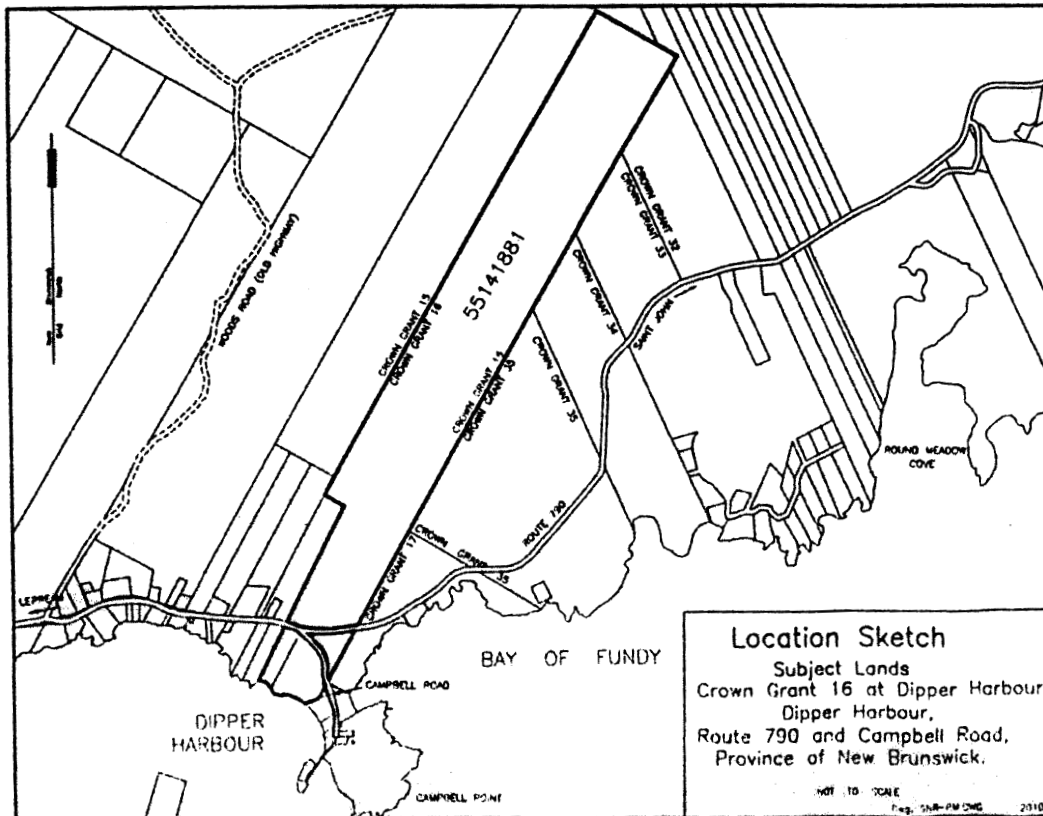 WOODS ROAD (OLD HIGHWAY)
CROWN GRANT 15
CROWN GRANT 16
55141881
CROWN GRANT 32
CROWN GRANT 33
CROWN GRANT 34
SAINT JOHN
CROWN GRANT 35
ROUND MEADOW
COVE
ROUTE 790
CROWN GRANT 35
CROWN GRANT 17
LEPREAU
BAY OF FUNDY
CAMPBELL ROAD
DIPPER
HARBOUR
CAMPBELL POINT
Location Sketch
Subject Lands
Crown Grant 16 at Dipper Harbour
Dipper Harbour,
Route 790 and Campbell Road,
Province of New Brunswick.
NOT TO SCALE
2010